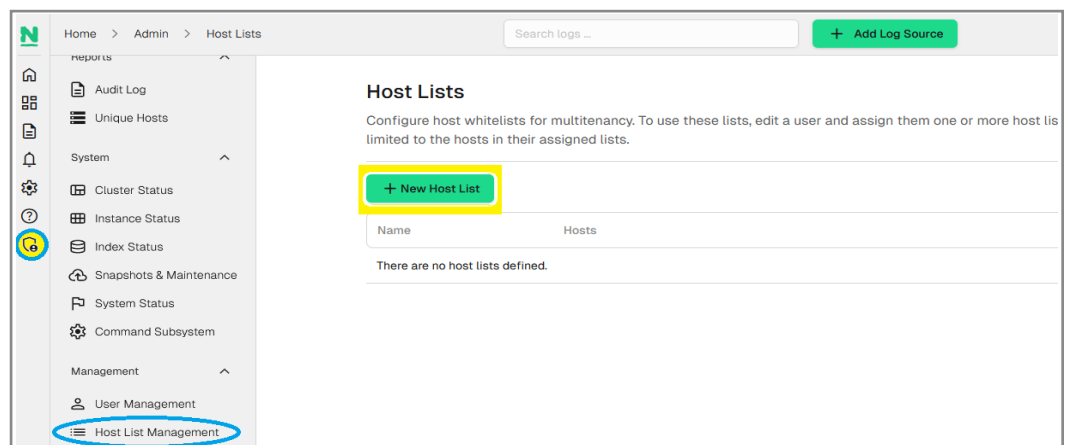 N
Home > Admin > Host Lists
Search logs ...
+ Add Log Source
Reports
Audit Log
Unique Hosts
System
Cluster Status
Instance Status
Index Status
Snapshots & Maintenance
System Status
Command Subsystem
Management
User Management
Host List Management
Host Lists
Configure host whitelists for multitenancy. To use these lists, edit a user and assign them one or more host lis
limited to the hosts in their assigned lists.
+ New Host List
Name Hosts
There are no host lists defined.